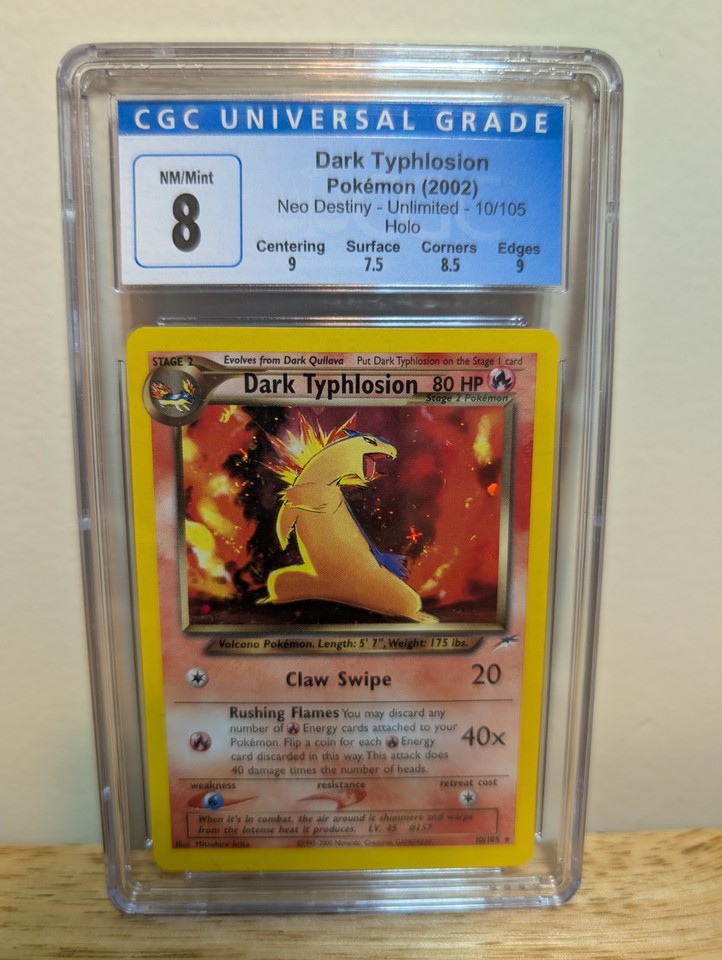 CGC UNIVERSAL GRADE
NM/Mint
8
Dark Typhlosion
Pokémon (2002)
Neo Destiny - Unlimited - 10/105
Holo
Centering Surface Corners Edges
9 7.5 8.5 9
STAGE 2 Evolves from Dark Quilava Put Dark Typhlosion on the Stage 1 card
Dark Typhlosion 80 HP
Stage 2 Pokémon
Volcano Pokémon. Length: 5' 7", Weight: 175 lbs.
Claw Swipe 20
Rushing Flames You may discard any
number of Energy cards attached to your
Pokémon. Flip a coin for each Energy
card discarded in this way. This attack does
40 damage times the number of heads.
40x
weakness resistance retreat cost
When it's in combat, the air around it shimmers and warps
from the intense heat it produces. LV. 45 #157
Illus. Mitsuhiro Arita 10/105